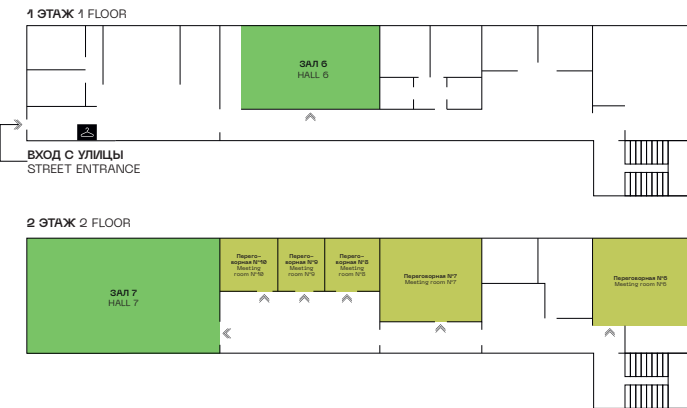 1 ЭТАЖ 1 FLOOR
ЗАЛ 6
HALL 6
ВХОД С УЛИЦЫ
STREET ENTRANCE
2 ЭТАЖ 2 FLOOR
ЗАЛ 7
HALL 7
Перего-
ворная №10
Meeting
room №10
Перего-
ворная №9
Meeting
room №9
Перего-
ворная №8
Meeting
room №8
Переговорная №7
Meeting room №7
Переговорная №6
Meeting room №6